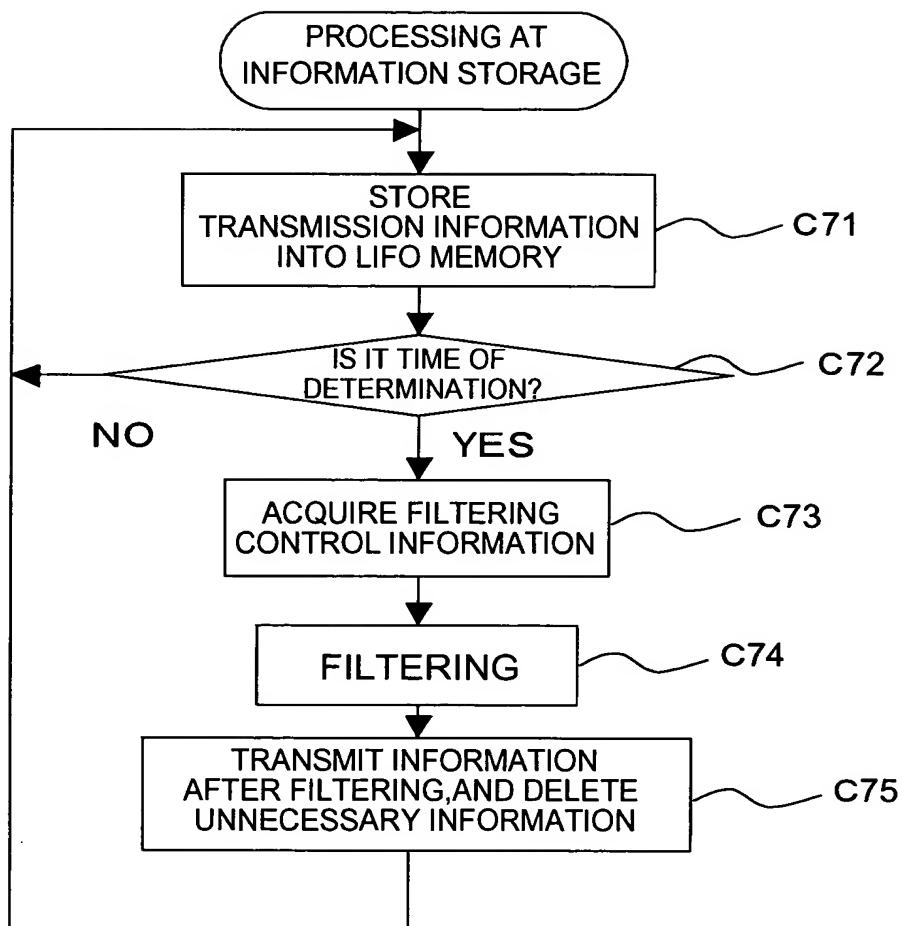 PROCESSING AT
INFORMATION STORAGE
STORE
TRANSMISSION INFORMATION
INTO LIFO MEMORY
C71
IS IT TIME OF
DETERMINATION?
C72
NO
YES
ACQUIRE FILTERING
CONTROL INFORMATION
C73
FILTERING
C74
TRANSMIT INFORMATION
AFTER FILTERING,AND DELETE
UNNECESSARY INFORMATION
C75